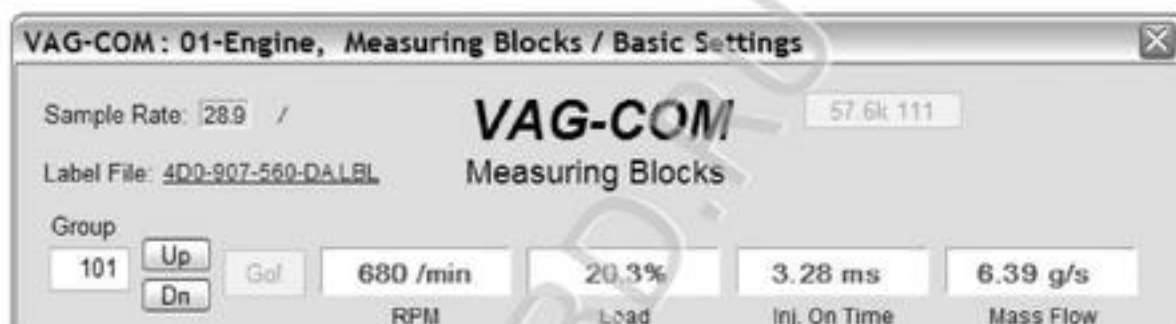 VAG-COM: 01-Engine, Measuring Blocks / Basic Settings
Sample Rate: 28.9 /
VAG-COM
57.6k 111
Label File: 4D0-907-560-DA.LBL
Measuring Blocks
Group
101 Up Dn Go! 680 /min 20.3% 3.28 ms 6.39 g/s
RPM Load Inj. On Time Mass Flow